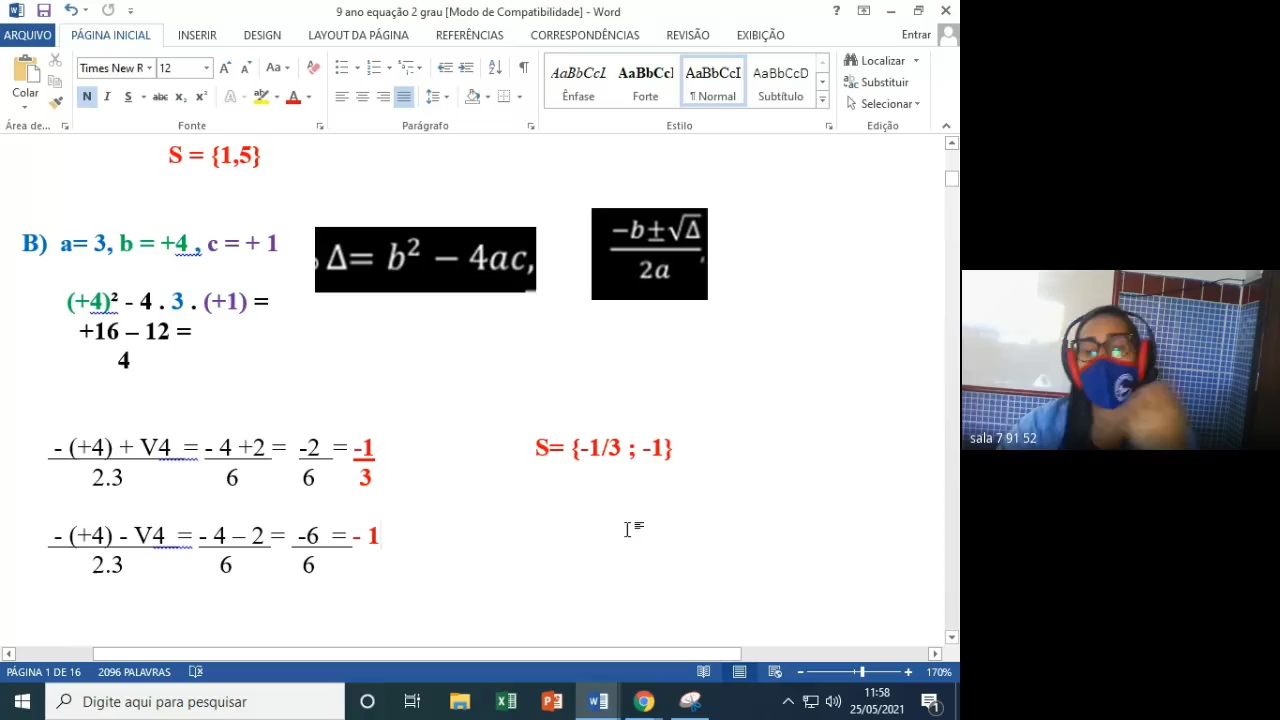 9 ano equação 2 grau [Modo de Compatibilidade] - Word
ARQUIVO PÁGINA INICIAL INSERIR DESIGN LAYOUT DA PÁGINA REFERÊNCIAS CORRESPONDÊNCIAS REVISÃO EXIBIÇÃO Entrar
Colar
Times New R 12
AaBbCcI AaBbCcl AaBbCcI AaBbCcD
Ênfase Forte ¶ Normal Subtítulo
Localizar
Substituir
Selecionar
Área de... Fonte Parágrafo Estilo Edição
S = {1,5}
B) a= 3, b = +4 , c = + 1
Δ= b² − 4ac,
−b±√Δ
2a
(+4)² - 4 . 3 . (+1) =
+16 – 12 =
4
- (+4) + V4 = - 4 +2 = -2 = -1
2.3 6 6 3
S= {-1/3 ; -1}
- (+4) - V4 = - 4 – 2 = -6 = - 1
2.3 6 6
sala 7 91 52
PÁGINA 1 DE 16 2096 PALAVRAS 170%
Digite aqui para pesquisar
11:58
25/05/2021